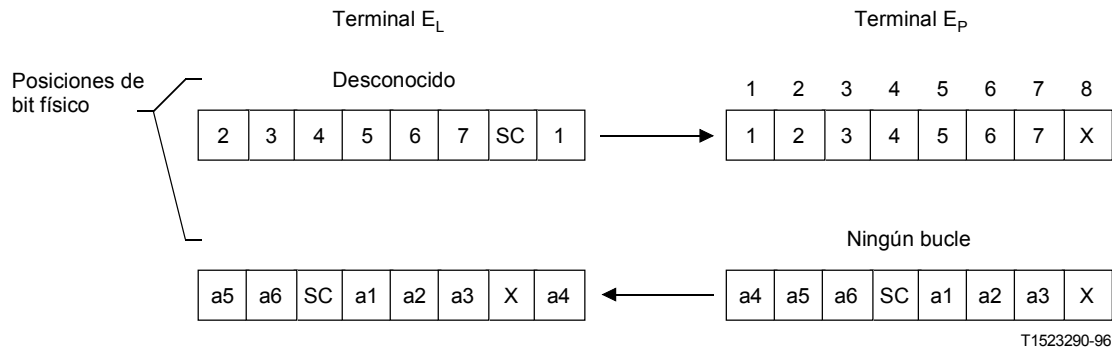 Terminal E_L Terminal E_P
Posiciones de
bit físico
Desconocido
1 2 3 4 5 6 7 8
2 3 4 5 6 7 SC 1
1 2 3 4 5 6 7 X
Ningún bucle
a5 a6 SC a1 a2 a3 X a4
a4 a5 a6 SC a1 a2 a3 X
T1523290-96